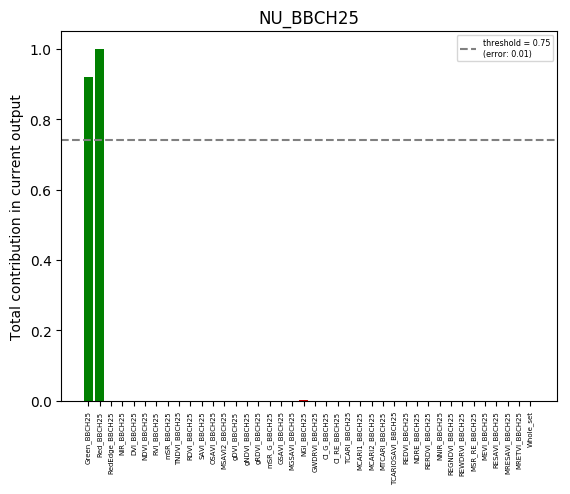 NU_BBCH25
threshold = 0.75
(error: 0.01)
Total contribution in current output
1.0
0.8
0.6
0.4
0.2
0.0
Green_BBCH25
Red_BBCH25
RedEdge_BBCH25
NIR_BBCH25
DVI_BBCH25
NDVI_BBCH25
RVI_BBCH25
mSR_BBCH25
TNDVI_BBCH25
RDVI_BBCH25
SAVI_BBCH25
OSAVI_BBCH25
MSAVI2_BBCH25
gDVI_BBCH25
gNDVI_BBCH25
gRDVI_BBCH25
mSR_G_BBCH25
GSAVI_BBCH25
MGSAVI_BBCH25
NGI_BBCH25
GWDRVI_BBCH25
CI_G_BBCH25
CI_RE_BBCH25
TCARI_BBCH25
MCARI1_BBCH25
MCARI2_BBCH25
MTCARI_BBCH25
TCARIOSAVI_BBCH25
REDVI_BBCH25
NDRE_BBCH25
RERDVI_BBCH25
NNIR_BBCH25
REGNDVI_BBCH25
REWDRVI_BBCH25
MSR_RE_BBCH25
MEVI_BBCH25
RESAVI_BBCH25
MRESAVI_BBCH25
MRETVI_BBCH25
Whole_set